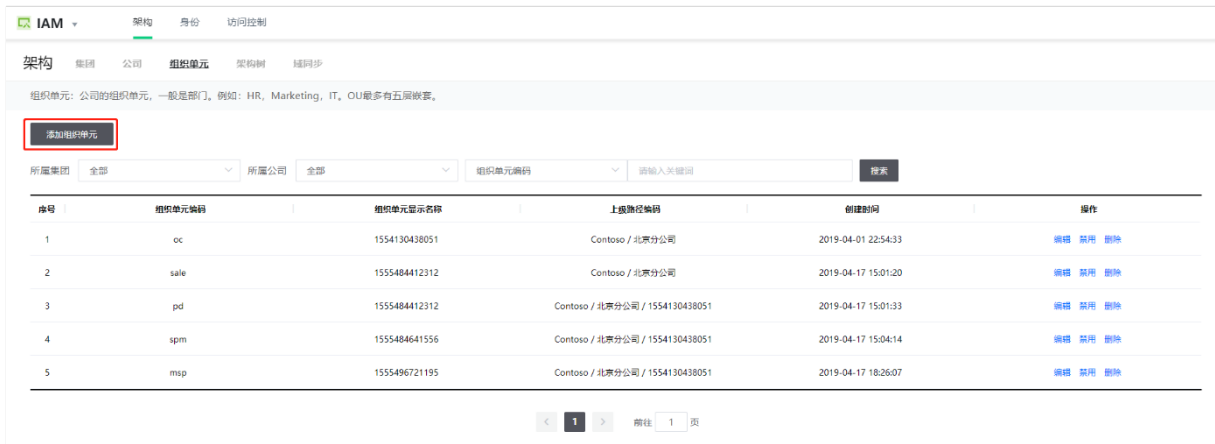 IAM 架构 身份 访问控制
架构 集团 公司 组织单元 架构树 域同步
组织单元：公司的组织单元，一般是部门。例如：HR，Marketing，IT。OU最多有五层嵌套。
添加组织单元
所属集团 全部 所属公司 全部 组织单元编码 请输入关键词 搜索
序号 组织单元编码 组织单元显示名称 上级路径编码 创建时间 操作
1 oc 1554130438051 Contoso / 北京分公司 2019-04-01 22:54:33 编辑 禁用 删除
2 sale 1555484412312 Contoso / 北京分公司 2019-04-17 15:01:20 编辑 禁用 删除
3 pd 1555484412312 Contoso / 北京分公司 / 1554130438051 2019-04-17 15:01:33 编辑 禁用 删除
4 spm 1555484641556 Contoso / 北京分公司 / 1554130438051 2019-04-17 15:04:14 编辑 禁用 删除
5 msp 1555496721195 Contoso / 北京分公司 / 1554130438051 2019-04-17 18:26:07 编辑 禁用 删除
< 1 > 前往 1 页